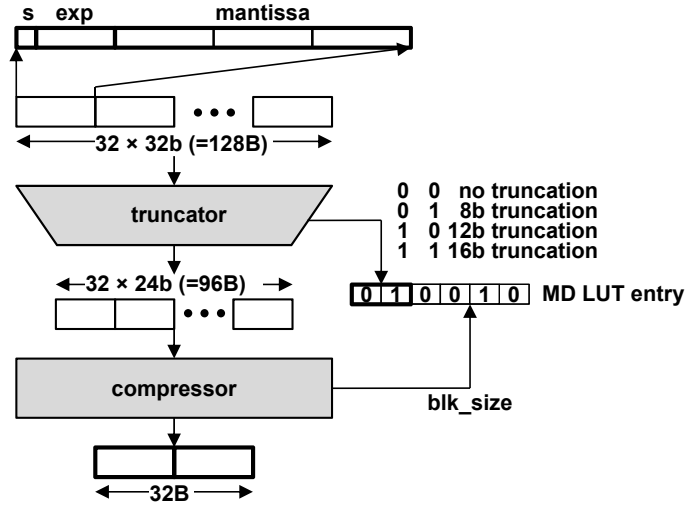 s exp mantissa
32 × 32b (=128B)
truncator
0 0 no truncation
0 1 8b truncation
1 0 12b truncation
1 1 16b truncation
32 × 24b (=96B)
0 1 0 0 1 0 MD LUT entry
compressor
blk_size
32B